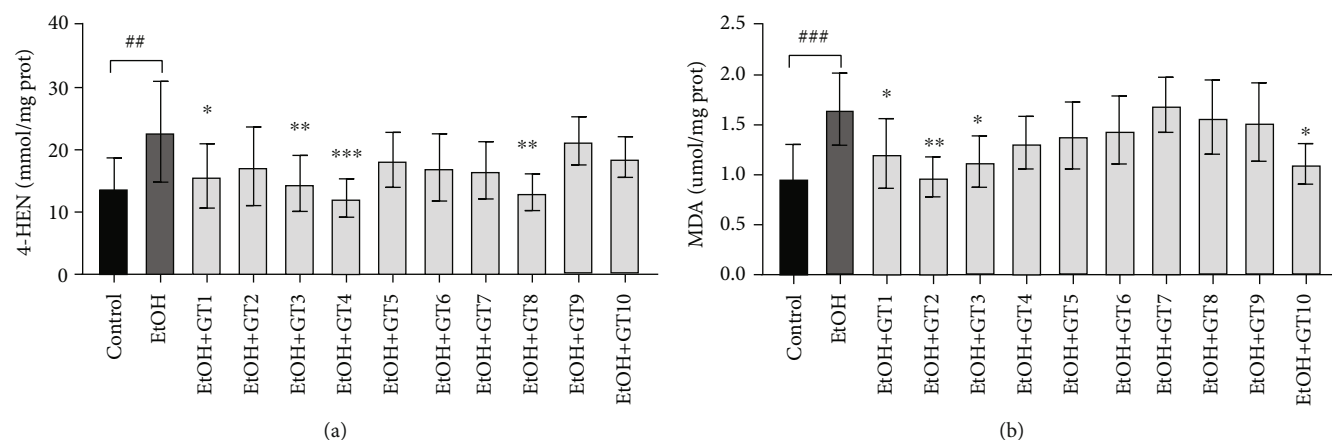 4-HEN (mmol/mg prot)
40
30
20
10
0
##
*
**
***
**
Control
EtOH
EtOH+GT1
EtOH+GT2
EtOH+GT3
EtOH+GT4
EtOH+GT5
EtOH+GT6
EtOH+GT7
EtOH+GT8
EtOH+GT9
EtOH+GT10
(a)
MDA (umol/mg prot)
2.5
2.0
1.5
1.0
0.5
0.0
###
*
**
*
*
Control
EtOH
EtOH+GT1
EtOH+GT2
EtOH+GT3
EtOH+GT4
EtOH+GT5
EtOH+GT6
EtOH+GT7
EtOH+GT8
EtOH+GT9
EtOH+GT10
(b)